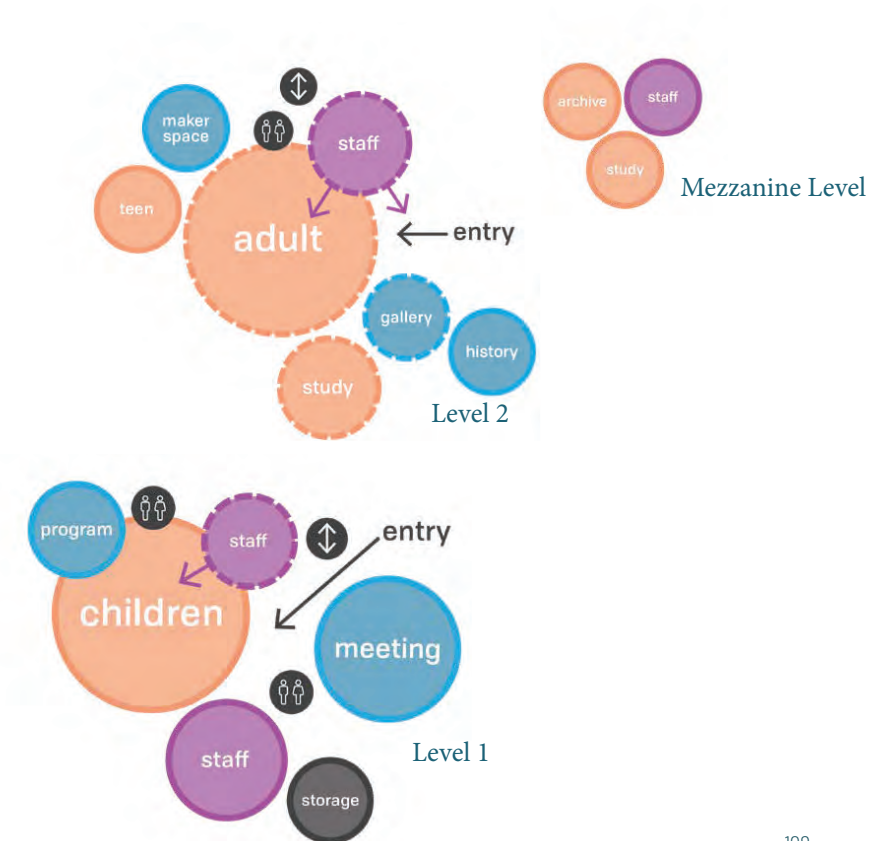 maker
space
staff
teen
adult
entry
gallery
history
study
Level 2
archive
staff
study
Mezzanine Level
program
staff
entry
children
meeting
staff
Level 1
storage